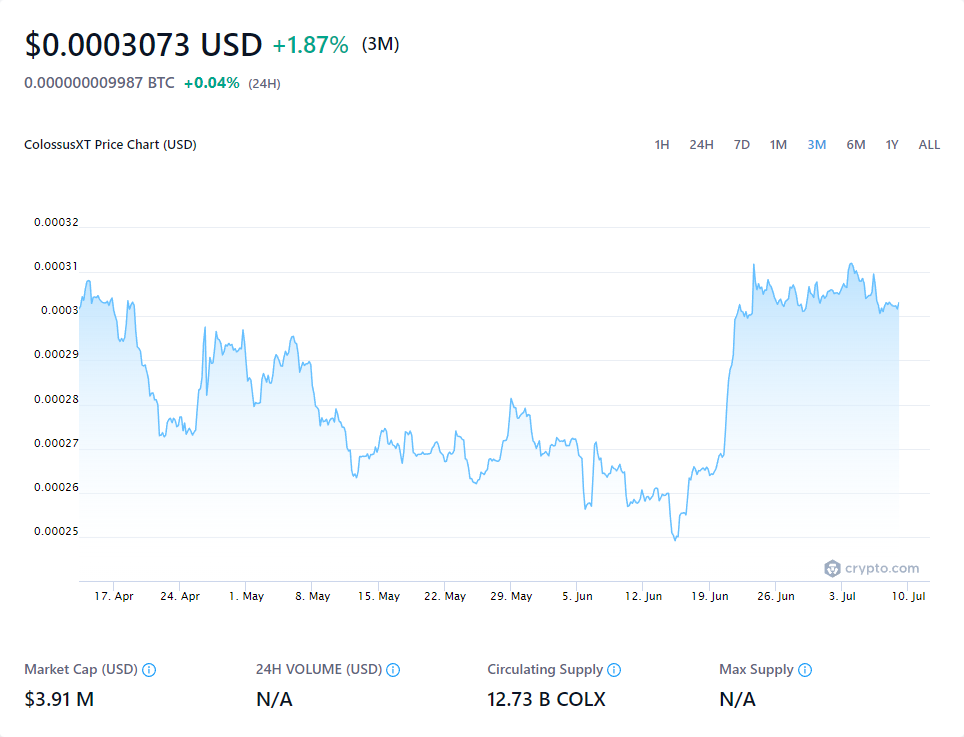 $0.0003073 USD +1.87% (3M)
0.000000009987 BTC +0.04% (24H)
ColossusXT Price Chart (USD) 1H 24H 7D 1M 3M 6M 1Y ALL
0.00032
0.00031
0.0003
0.00029
0.00028
0.00027
0.00026
0.00025
crypto.com
17. Apr 24. Apr 1. May 8. May 15. May 22. May 29. May 5. Jun 12. Jun 19. Jun 26. Jun 3. Jul 10. Jul
Market Cap (USD) 24H VOLUME (USD) Circulating Supply Max Supply
$3.91 M N/A 12.73 B COLX N/A